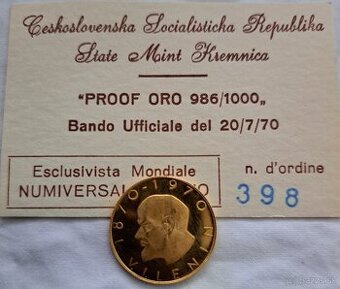 Československa Socialisticka Republika
State Mint Kremnica
"PROOF ORO 986/1000„
Bando Ufficiale del 20/7/70
Esclusivista Mondiale
NUMIVERSAL
n. d'ordine
398
1870-1970
V.I.LENIN